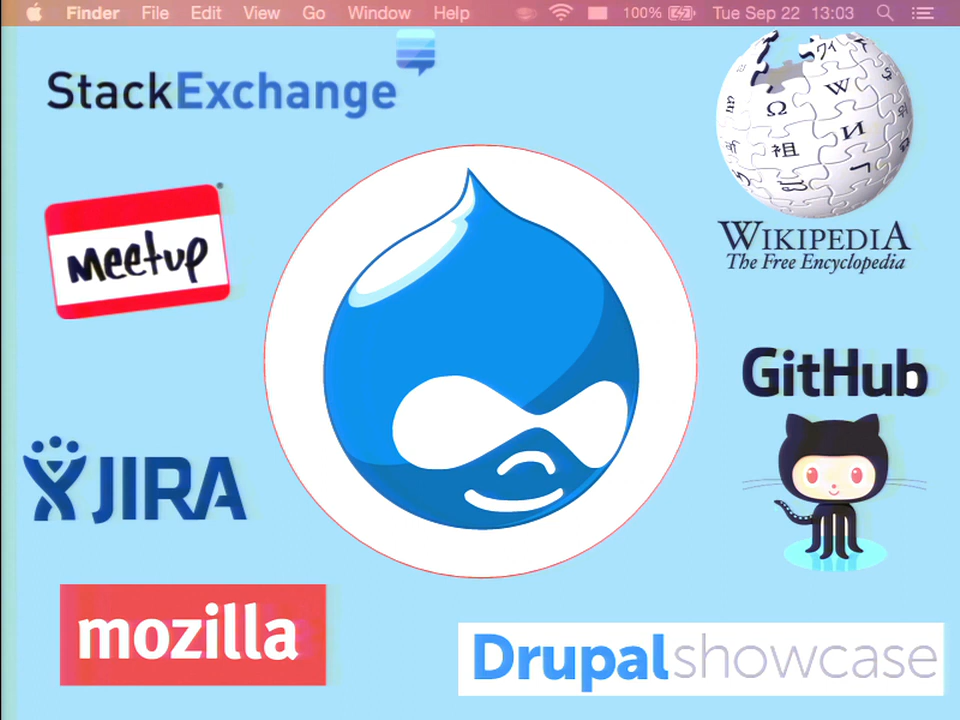 Finder File Edit View Go Window Help 100% Tue Sep 22 13:03
StackExchange
WIKIPEDIA
The Free Encyclopedia
meetup
GitHub
JIRA
mozilla
Drupalshowcase